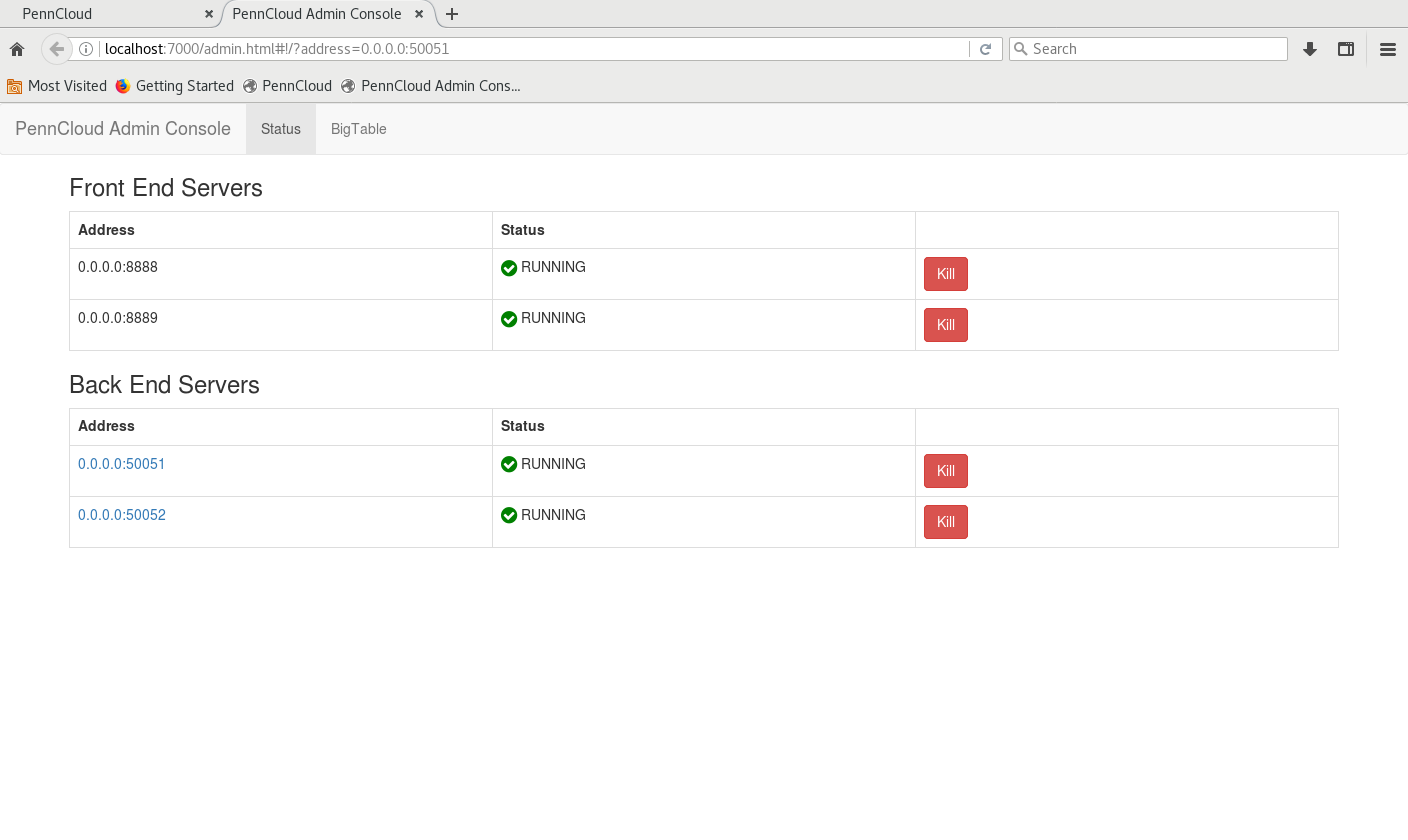 PennCloud PennCloud Admin Console
localhost:7000/admin.html#!/?address=0.0.0.0:50051 Search
Most Visited Getting Started PennCloud PennCloud Admin Cons...
PennCloud Admin Console Status BigTable
Front End Servers
Address Status
0.0.0.0:8888 RUNNING Kill
0.0.0.0:8889 RUNNING Kill
Back End Servers
Address Status
0.0.0.0:50051 RUNNING Kill
0.0.0.0:50052 RUNNING Kill